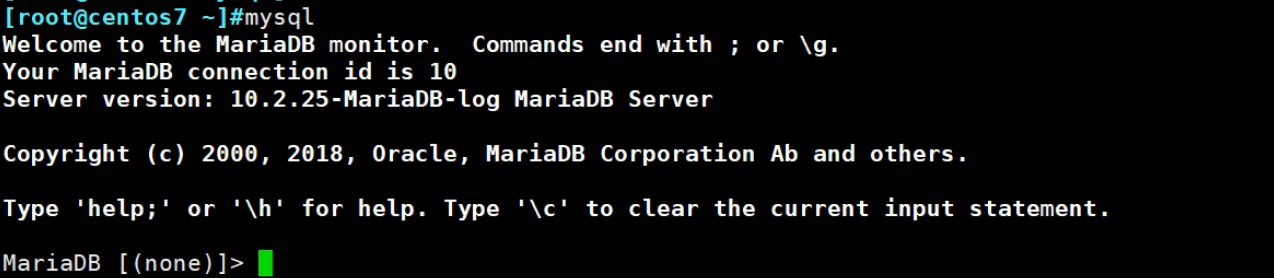 [root@centos7 ~]#mysql
Welcome to the MariaDB monitor.  Commands end with ; or \g.
Your MariaDB connection id is 10
Server version: 10.2.25-MariaDB-log MariaDB Server
Copyright (c) 2000, 2018, Oracle, MariaDB Corporation Ab and others.
Type 'help;' or '\h' for help. Type '\c' to clear the current input statement.
MariaDB [(none)]>